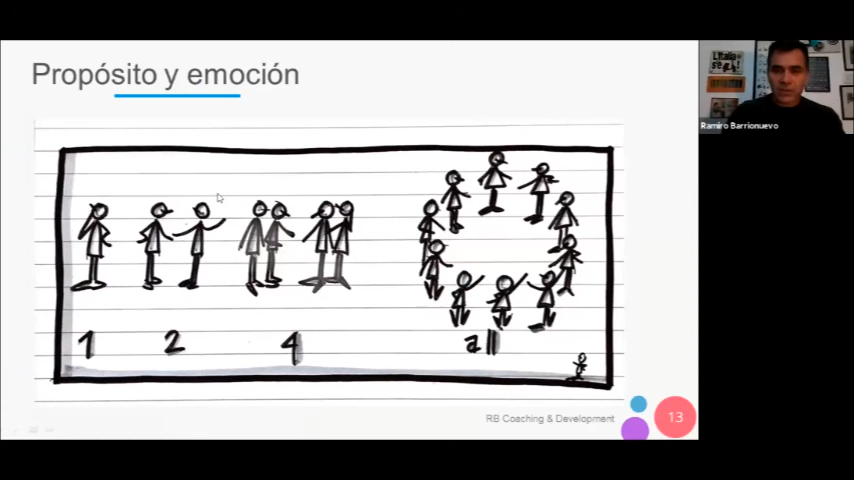 Propósito y emoción
1 2 4 all
RB Coaching & Development
13
Ramiro Barrionuevo